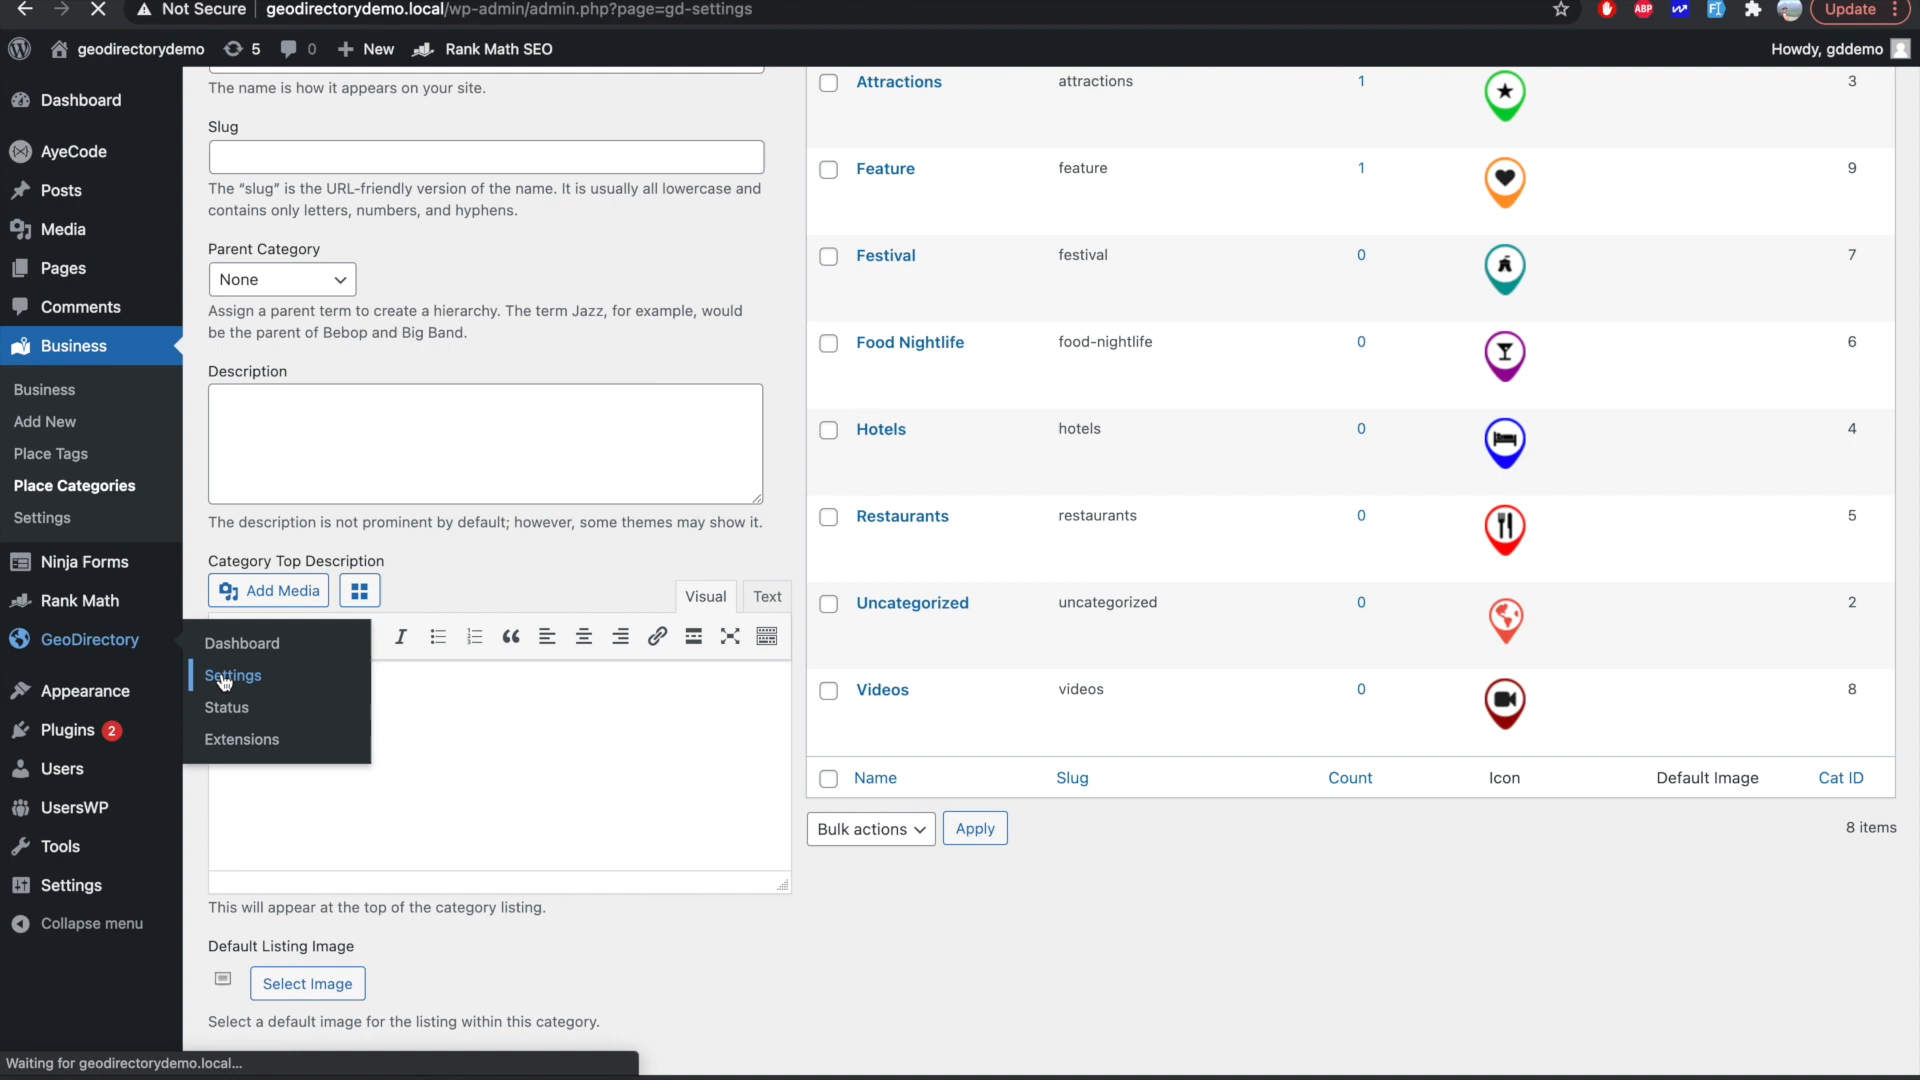 Not Secure geodirectorydemo.local/wp-admin/admin.php?page=gd-settings ABP Update
geodirectorydemo 5 0 New Rank Math SEO Howdy, gddemo
Dashboard
AyeCode
Posts
Media
Pages
Comments
Business
Business
Add New
Place Tags
Place Categories
Settings
Ninja Forms
Rank Math
GeoDirectory
Appearance
Plugins 2
Users
UsersWP
Tools
Settings
Collapse menu
Dashboard
Settings
Status
Extensions
The name is how it appears on your site.
Slug
The “slug” is the URL-friendly version of the name. It is usually all lowercase and
contains only letters, numbers, and hyphens.
Parent Category
None
Assign a parent term to create a hierarchy. The term Jazz, for example, would
be the parent of Bebop and Big Band.
Description
The description is not prominent by default; however, some themes may show it.
Category Top Description
Add Media Visual Text
This will appear at the top of the category listing.
Default Listing Image
Select Image
Select a default image for the listing within this category.
Attractions attractions 1 3
Feature feature 1 9
Festival festival 0 7
Food Nightlife food-nightlife 0 6
Hotels hotels 0 4
Restaurants restaurants 0 5
Uncategorized uncategorized 0 2
Videos videos 0 8
Name Slug Count Icon Default Image Cat ID
Bulk actions Apply 8 items
Waiting for geodirectorydemo.local...